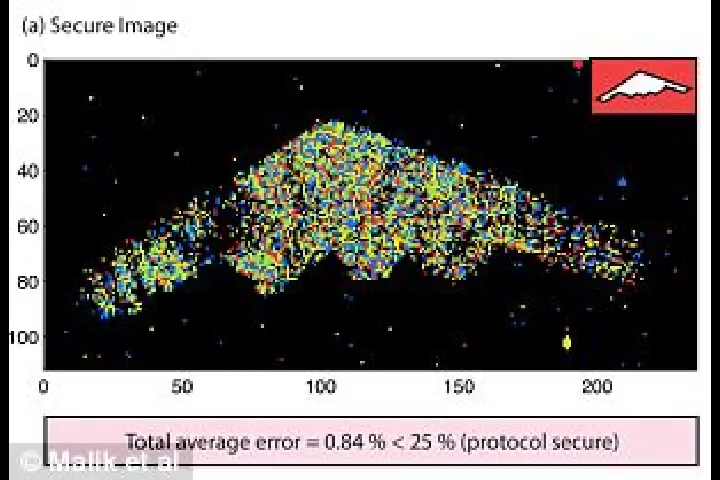 (a) Secure Image
0
20
40
60
80
100
0 50 100 150 200
Total average error = 0.84 % < 25 % (protocol secure)
© Malik et al